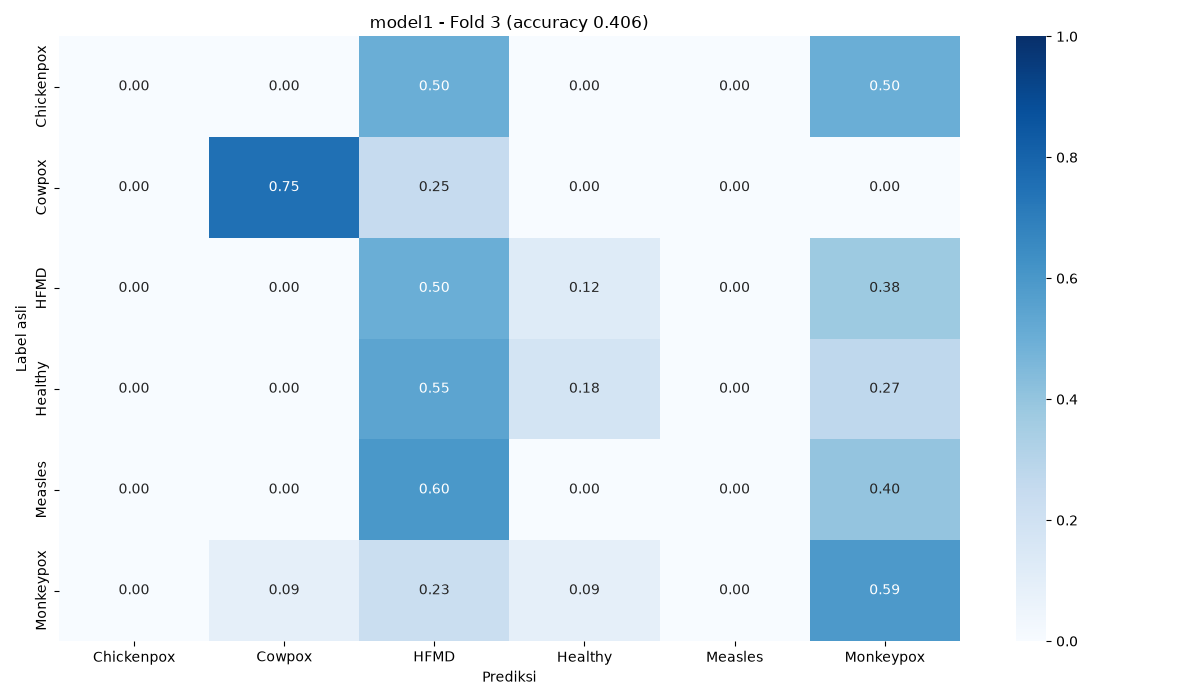 model1 - Fold 3 (accuracy 0.406)
Label asli
Chickenpox 0.00 0.00 0.50 0.00 0.00 0.50
Cowpox 0.00 0.75 0.25 0.00 0.00 0.00
HFMD 0.00 0.00 0.50 0.12 0.00 0.38
Healthy 0.00 0.00 0.55 0.18 0.00 0.27
Measles 0.00 0.00 0.60 0.00 0.00 0.40
Monkeypox 0.00 0.09 0.23 0.09 0.00 0.59
Chickenpox Cowpox HFMD Healthy Measles Monkeypox
Prediksi
1.0
0.8
0.6
0.4
0.2
0.0